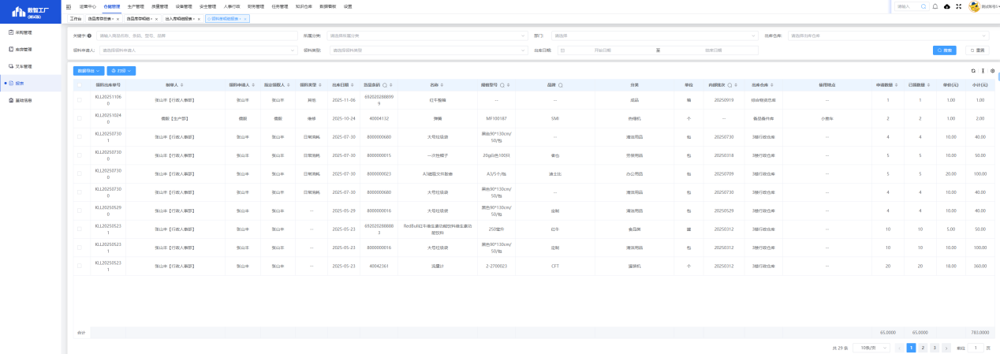 数智工厂
(测试版)
运营中心 仓储管理 生产管理 质量管理 设备管理 安全管理 人事行政 财务管理 任务管理 知识仓库 数据看板 设置
请输入
工作台 货品库存总表 × 货品库存明细 × 出入库明细报表 × 领料单明细报表 ×
采购管理
库房管理
叉车管理
报表
基础信息
关键字: 请输入商品名称、条码、型号、品牌 所属分类: 请选择所属分类 部门: 请选择 出库仓库: 请选择出库仓库
领料申请人: 请选择领料申请人 领料类型: 请选择领料类型 出库日期: 开始日期 至 结束日期 搜索 重置
数据导出 打印
领料出库单号 制单人 领料申请人 指定领取人 领料类型 出库日期 货品条码 名称 规格型号 品牌 分类 单位 内部批次 出库仓库 使用地点 申请数量 已领数量 单价(元) 小计(元)
KLL202511060 张山丰【行政人事部】 张山丰 张山丰 其他 2025-11-06 6920202888999 红牛整箱 -- -- 成品 箱 20250919 综合物资总库 -- 1 1 1.00 1.00
KLL202510240 儒毅【生产部】 儒毅 儒毅 维修 2025-10-24 40004132 弹簧 MF100187 SMI 热缩机 个 -- 备品备件库 小推车 2 2 1.00 2.00
KLL202507301 张山丰【行政人事部】 张山丰 张山丰 日常消耗 2025-07-30 8000000680 大号垃圾袋 黑色90*130cm/50/包 -- 清洁用品 包 20250730 3楼行政仓库 -- 4 4 10.00 40.00
KLL202507300 张山丰【行政人事部】 张山丰 张山丰 日常消耗 2025-07-30 8000000015 一次性帽子 20g白色100只 者也 劳保用品 包 20250318 3楼行政仓库 -- 5 5 10.00 50.00
KLL202507300 张山丰【行政人事部】 张山丰 张山丰 日常消耗 2025-07-30 8000000023 A3磁胶文件胶套 A3/5个/包 迪士比 办公用品 包 20250709 3楼行政仓库 -- 5 5 20.00 100.00
KLL202507300 张山丰【行政人事部】 张山丰 张山丰 日常消耗 2025-07-30 8000000680 大号垃圾袋 黑色90*130cm/50/包 -- 清洁用品 包 20250730 3楼行政仓库 -- 4 4 10.00 40.00
KLL202505290 张山丰【行政人事部】 张山丰 张山丰 -- 2025-05-29 8000000016 大号垃圾袋 黑色90*130cm/50/包 定制 清洁用品 包 20250529 3楼行政仓库 -- 4 4 10.00 40.00
KLL202505231 张山丰【行政人事部】 张山丰 张山丰 -- 2025-05-23 6920202888883 RedBull红牛维生素功能饮料维生素功能饮料 250毫升 红牛 食品类 罐 20250312 3楼行政仓库 -- 10 10 5.00 50.00
KLL202505231 张山丰【行政人事部】 张山丰 张山丰 -- 2025-05-23 8000000016 大号垃圾袋 黑色90*130cm/50/包 定制 清洁用品 包 20250312 3楼行政仓库 -- 10 10 10.00 100.00
KLL202505231 张山丰【行政人事部】 张山丰 张山丰 -- 2025-05-23 40042361 流量计 2-2700023 CFT 灌装机 个 20250312 3楼行政仓库 -- 20 20 18.00 360.00
合计 65.0000 65.0000 783.0000
共 29 条 10条/页 1 2 3 前往 1 页